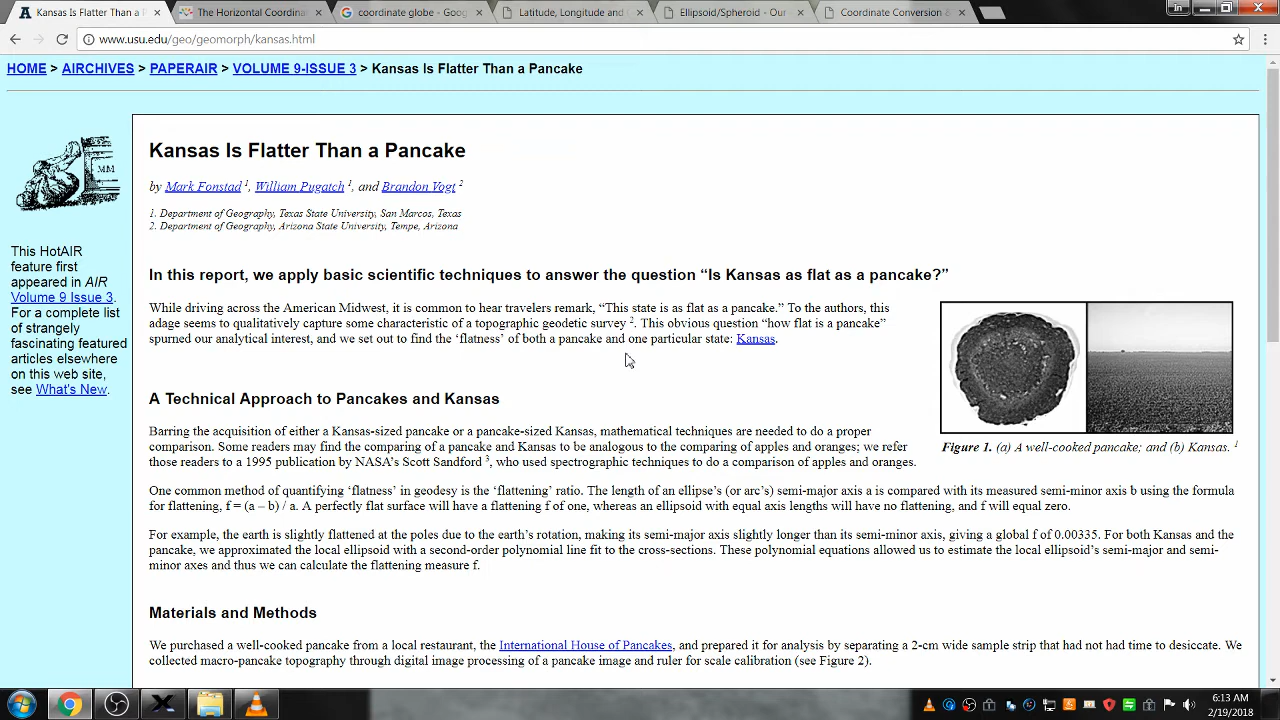 Kansas Is Flatter Than a P
The Horizontal Coordina
coordinate globe - Goog
Latitude, Longitude and
Ellipsoid/Spheroid - Our
Coordinate Conversion &
in
www.usu.edu/geo/geomorph/kansas.html
HOME > AIRCHIVES > PAPERAIR > VOLUME 9-ISSUE 3 > Kansas Is Flatter Than a Pancake
MM
This HotAIR
feature first
appeared in AIR
Volume 9 Issue 3.
For a complete list
of strangely
fascinating featured
articles elsewhere
on this web site,
see What's New.
Kansas Is Flatter Than a Pancake
by Mark Fonstad 1, William Pugatch 1, and Brandon Vogt 2
1. Department of Geography, Texas State University, San Marcos, Texas
2. Department of Geography, Arizona State University, Tempe, Arizona
In this report, we apply basic scientific techniques to answer the question “Is Kansas as flat as a pancake?”
While driving across the American Midwest, it is common to hear travelers remark, “This state is as flat as a pancake.” To the authors, this
adage seems to qualitatively capture some characteristic of a topographic geodetic survey 2. This obvious question “how flat is a pancake”
spurned our analytical interest, and we set out to find the ‘flatness’ of both a pancake and one particular state: Kansas.
Figure 1. (a) A well-cooked pancake; and (b) Kansas. 1
A Technical Approach to Pancakes and Kansas
Barring the acquisition of either a Kansas-sized pancake or a pancake-sized Kansas, mathematical techniques are needed to do a proper
comparison. Some readers may find the comparing of a pancake and Kansas to be analogous to the comparing of apples and oranges; we refer
those readers to a 1995 publication by NASA’s Scott Sandford 3, who used spectrographic techniques to do a comparison of apples and oranges.
One common method of quantifying ‘flatness’ in geodesy is the ‘flattening’ ratio. The length of an ellipse’s (or arc’s) semi-major axis a is compared with its measured semi-minor axis b using the formula
for flattening, f = (a – b) / a. A perfectly flat surface will have a flattening f of one, whereas an ellipsoid with equal axis lengths will have no flattening, and f will equal zero.
For example, the earth is slightly flattened at the poles due to the earth’s rotation, making its semi-major axis slightly longer than its semi-minor axis, giving a global f of 0.00335. For both Kansas and the
pancake, we approximated the local ellipsoid with a second-order polynomial line fit to the cross-sections. These polynomial equations allowed us to estimate the local ellipsoid’s semi-major and semi-
minor axes and thus we can calculate the flattening measure f.
Materials and Methods
We purchased a well-cooked pancake from a local restaurant, the International House of Pancakes, and prepared it for analysis by separating a 2-cm wide sample strip that had not had time to desiccate. We
collected macro-pancake topography through digital image processing of a pancake image and ruler for scale calibration (see Figure 2).
6:13 AM
2/19/2018